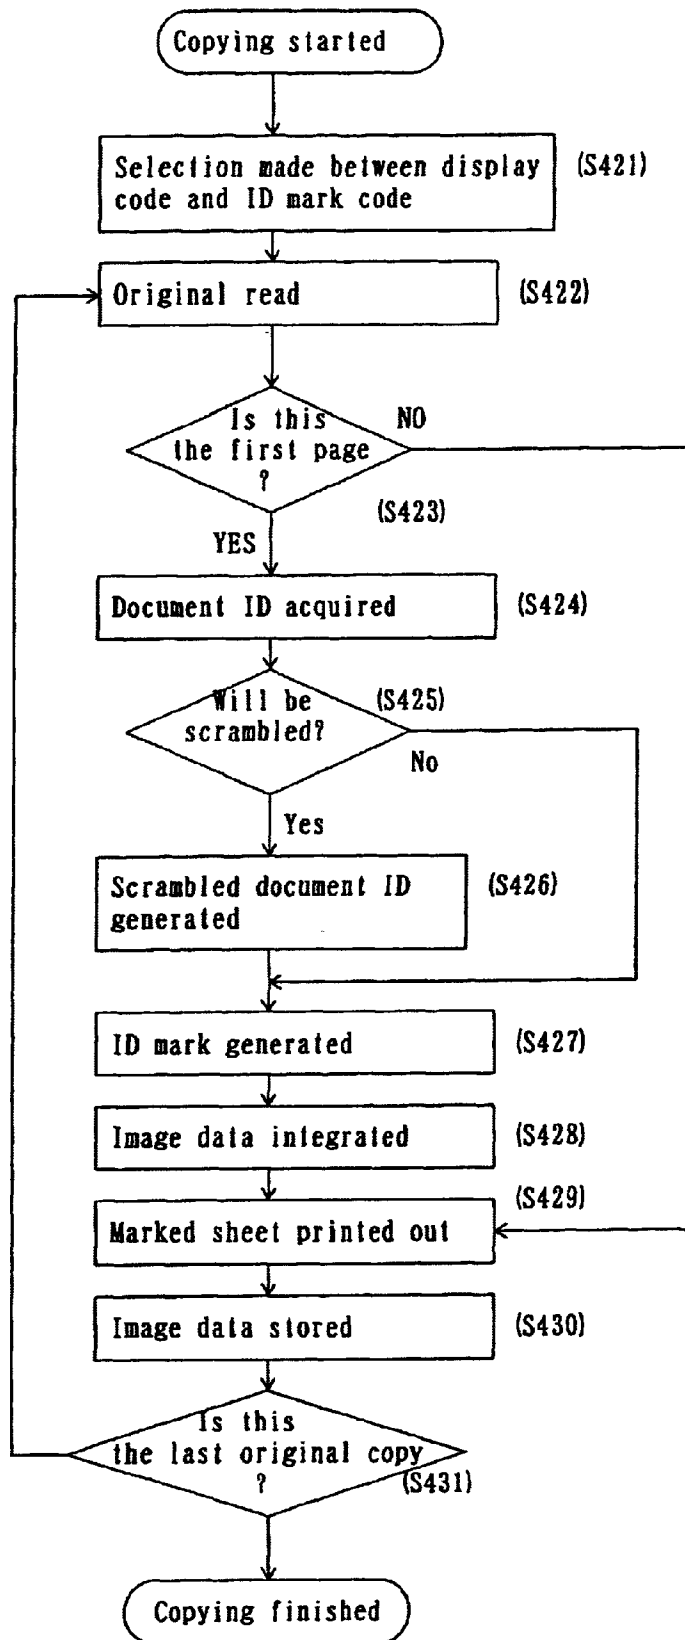 Copying started
Selection made between display
code and ID mark code
(S421)
Original read
(S422)
Is this
the first page
?
NO
(S423)
YES
Document ID acquired
(S424)
Will be
scrambled?
(S425)
No
Yes
Scrambled document ID
generated
(S426)
ID mark generated
(S427)
Image data integrated
(S428)
Marked sheet printed out
(S429)
Image data stored
(S430)
Is this
the last original copy
?
(S431)
Copying finished